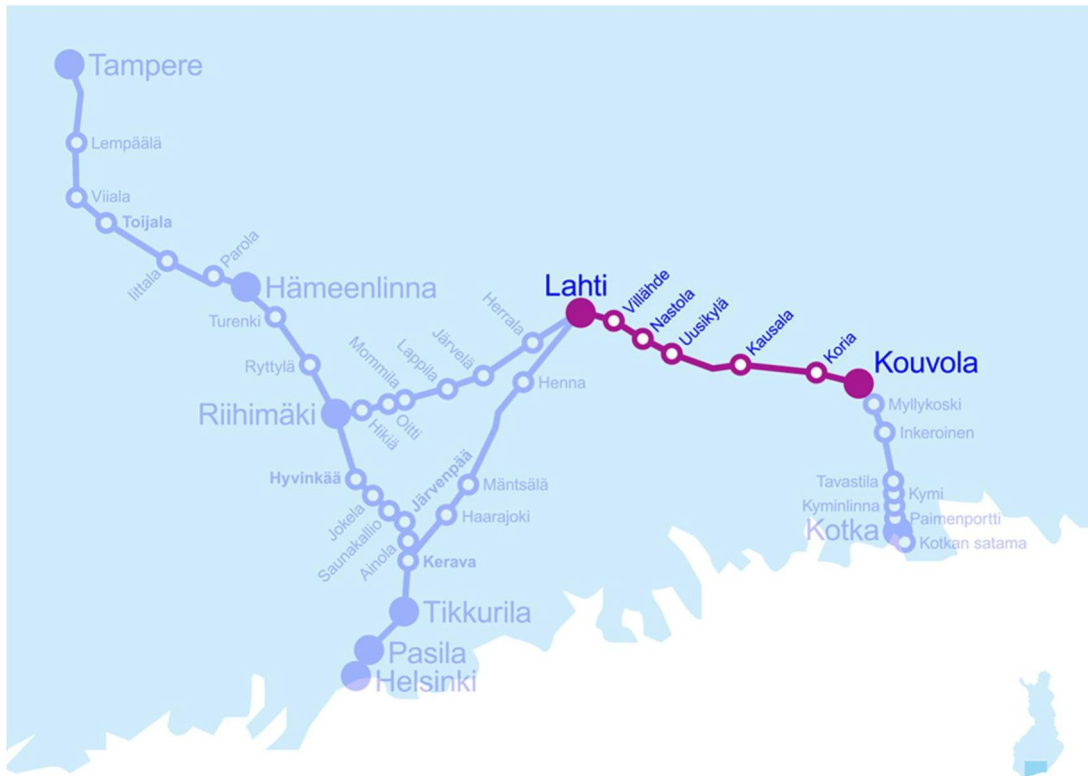 Tampere
Lempäälä
Viiala
Toijala
Iittala
Parola
Hämeenlinna
Turenki
Ryttylä
Riihimäki
Hikiä
Oitti
Mommila
Lappila
Järvelä
Herrala
Lahti
Villähde
Nastola
Uusikylä
Kausala
Koria
Kouvola
Myllykoski
Inkeroinen
Tavastila
Kymi
Kyminlinna
Paimenportti
Kotka
Kotkan satama
Henna
Mäntsälä
Haarajoki
Hyvinkää
Jokela
Saunakallio
Järvenpää
Ainola
Kerava
Tikkurila
Pasila
Helsinki